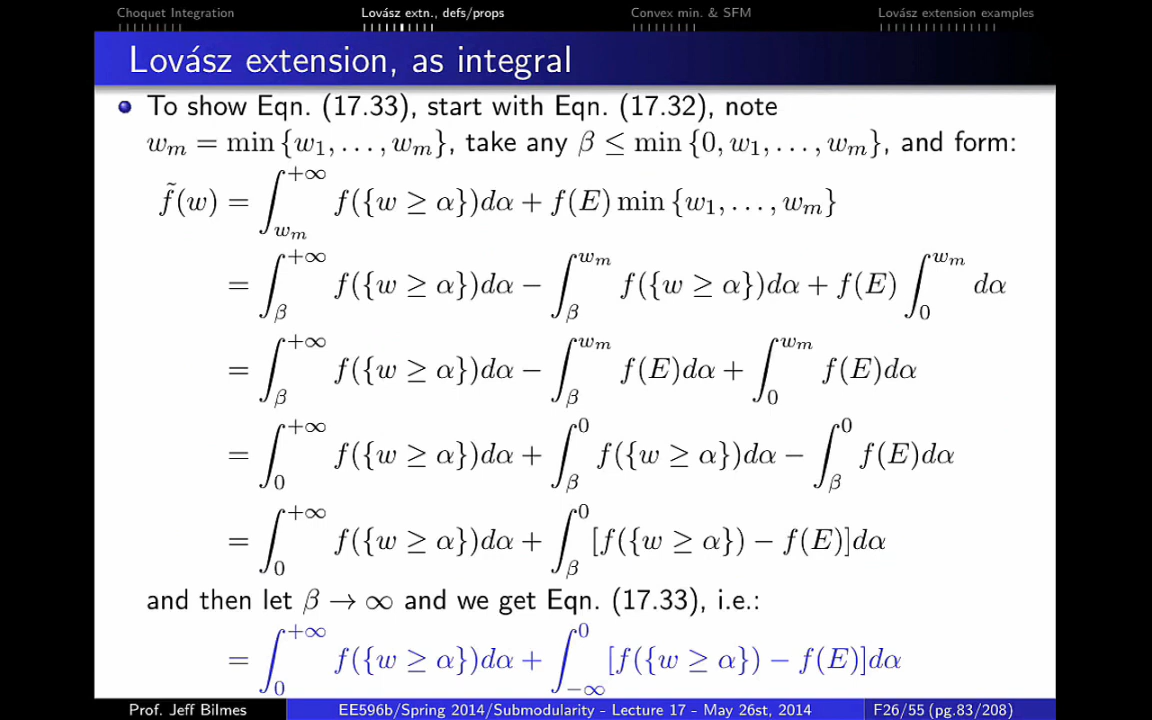 Choquet Integration Lovász extn., defs/props Convex min. & SFM Lovász extension examples
Lovász extension, as integral
To show Eqn. (17.33), start with Eqn. (17.32), note
w_m = min {w_1, . . . , w_m}, take any β ≤ min {0, w_1, . . . , w_m}, and form:
f̃(w) = ∫_{w_m}^{+∞} f({w ≥ α})dα + f(E) min {w_1, . . . , w_m}
= ∫_β^{+∞} f({w ≥ α})dα − ∫_β^{w_m} f({w ≥ α})dα + f(E) ∫_0^{w_m} dα
= ∫_β^{+∞} f({w ≥ α})dα − ∫_β^{w_m} f(E)dα + ∫_0^{w_m} f(E)dα
= ∫_0^{+∞} f({w ≥ α})dα + ∫_β^0 f({w ≥ α})dα − ∫_β^0 f(E)dα
= ∫_0^{+∞} f({w ≥ α})dα + ∫_β^0 [f({w ≥ α}) − f(E)]dα
and then let β → ∞ and we get Eqn. (17.33), i.e.:
= ∫_0^{+∞} f({w ≥ α})dα + ∫_{−∞}^0 [f({w ≥ α}) − f(E)]dα
Prof. Jeff Bilmes EE596b/Spring 2014/Submodularity - Lecture 17 - May 26st, 2014 F26/55 (pg.83/208)